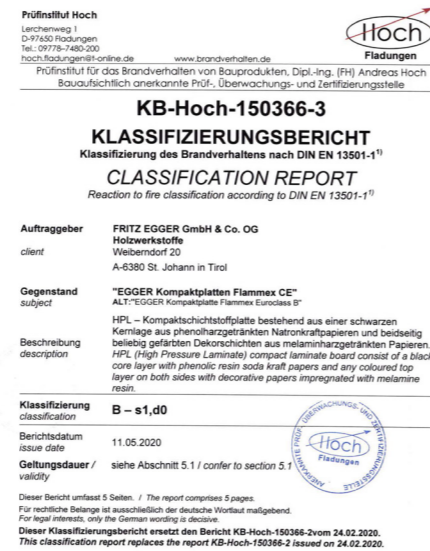 Prüfinstitut Hoch
Lerchenweg 1
D-97650 Fladungen
Tel.: 09778-7480-200
hoch.fladungen@t-online.de www.brandverhalten.de
Hoch
Fladungen
Prüfinstitut für das Brandverhalten von Bauprodukten, Dipl.-Ing. (FH) Andreas Hoch
Bauaufsichtlich anerkannte Prüf-, Überwachungs- und Zertifizierungsstelle
KB-Hoch-150366-3
KLASSIFIZIERUNGSBERICHT
Klassifizierung des Brandverhaltens nach DIN EN 13501-1¹⁾
CLASSIFICATION REPORT
Reaction to fire classification according to DIN EN 13501-1¹⁾
Auftraggeber FRITZ EGGER GmbH & Co. OG
Holzwerkstoffe
client Weiberndorf 20
A-6380 St. Johann in Tirol
Gegenstand "EGGER Kompaktplatten Flammex CE"
subject ALT:"EGGER Kompaktplatte Flammex Euroclass B"
HPL – Kompaktschichtstoffplatte bestehend aus einer schwarzen
Kernlage aus phenolharzgetränkten Natronkraftpapieren und beidseitig
Beschreibung beliebig gefärbten Dekorschichten aus melaminharzgetränkten Papieren.
description HPL (High Pressure Laminate) compact laminate board consist of a black
core layer with phenolic resin soda kraft papers and any coloured top
layer on both sides with decorative papers impregnated with melamine
resin.
Klassifizierung B – s1,d0
classification
Berichtsdatum 11.05.2020
issue date
Geltungsdauer / siehe Abschnitt 5.1 / confer to section 5.1
validity
ANERKANNTE PRÜF- ÜBERWACHUNGS- UND ZERTIFIZIERUNGSSTELLE
Hoch
Fladungen
Dieser Bericht umfasst 5 Seiten. / The report comprises 5 pages.
Für rechtliche Belange ist ausschließlich der deutsche Wortlaut maßgebend.
For legal interests, only the German wording is decisive.
Dieser Klassifizierungsbericht ersetzt den Bericht KB-Hoch-150366-2vom 24.02.2020.
This classification report replaces the report KB-Hoch-150366-2 issued on 24.02.2020.